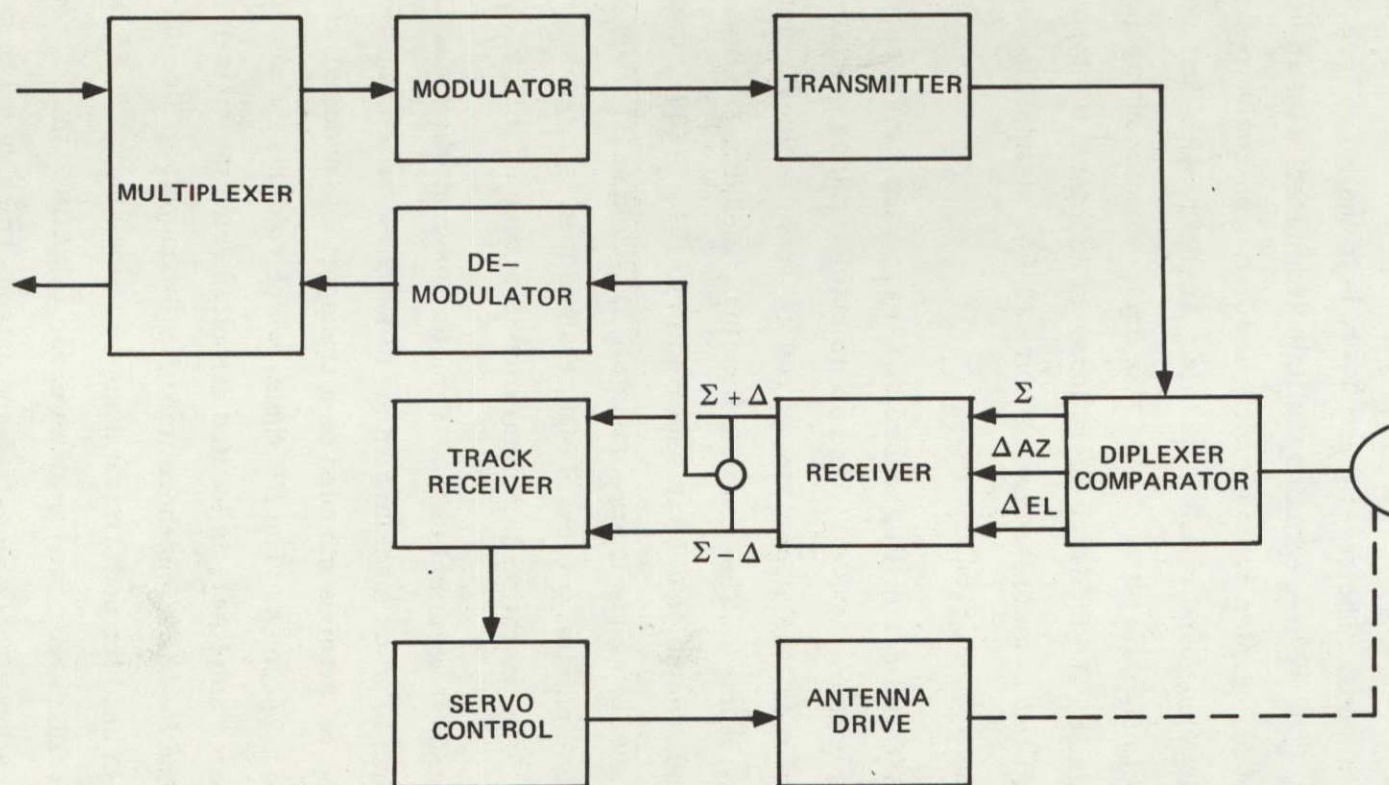 MODULATOR
TRANSMITTER
MULTIPLEXER
DE–
MODULATOR
Σ + Δ
Σ
TRACK
RECEIVER
RECEIVER
Δ AZ
DIPLEXER
COMPARATOR
Δ EL
Σ – Δ
SERVO
CONTROL
ANTENNA
DRIVE